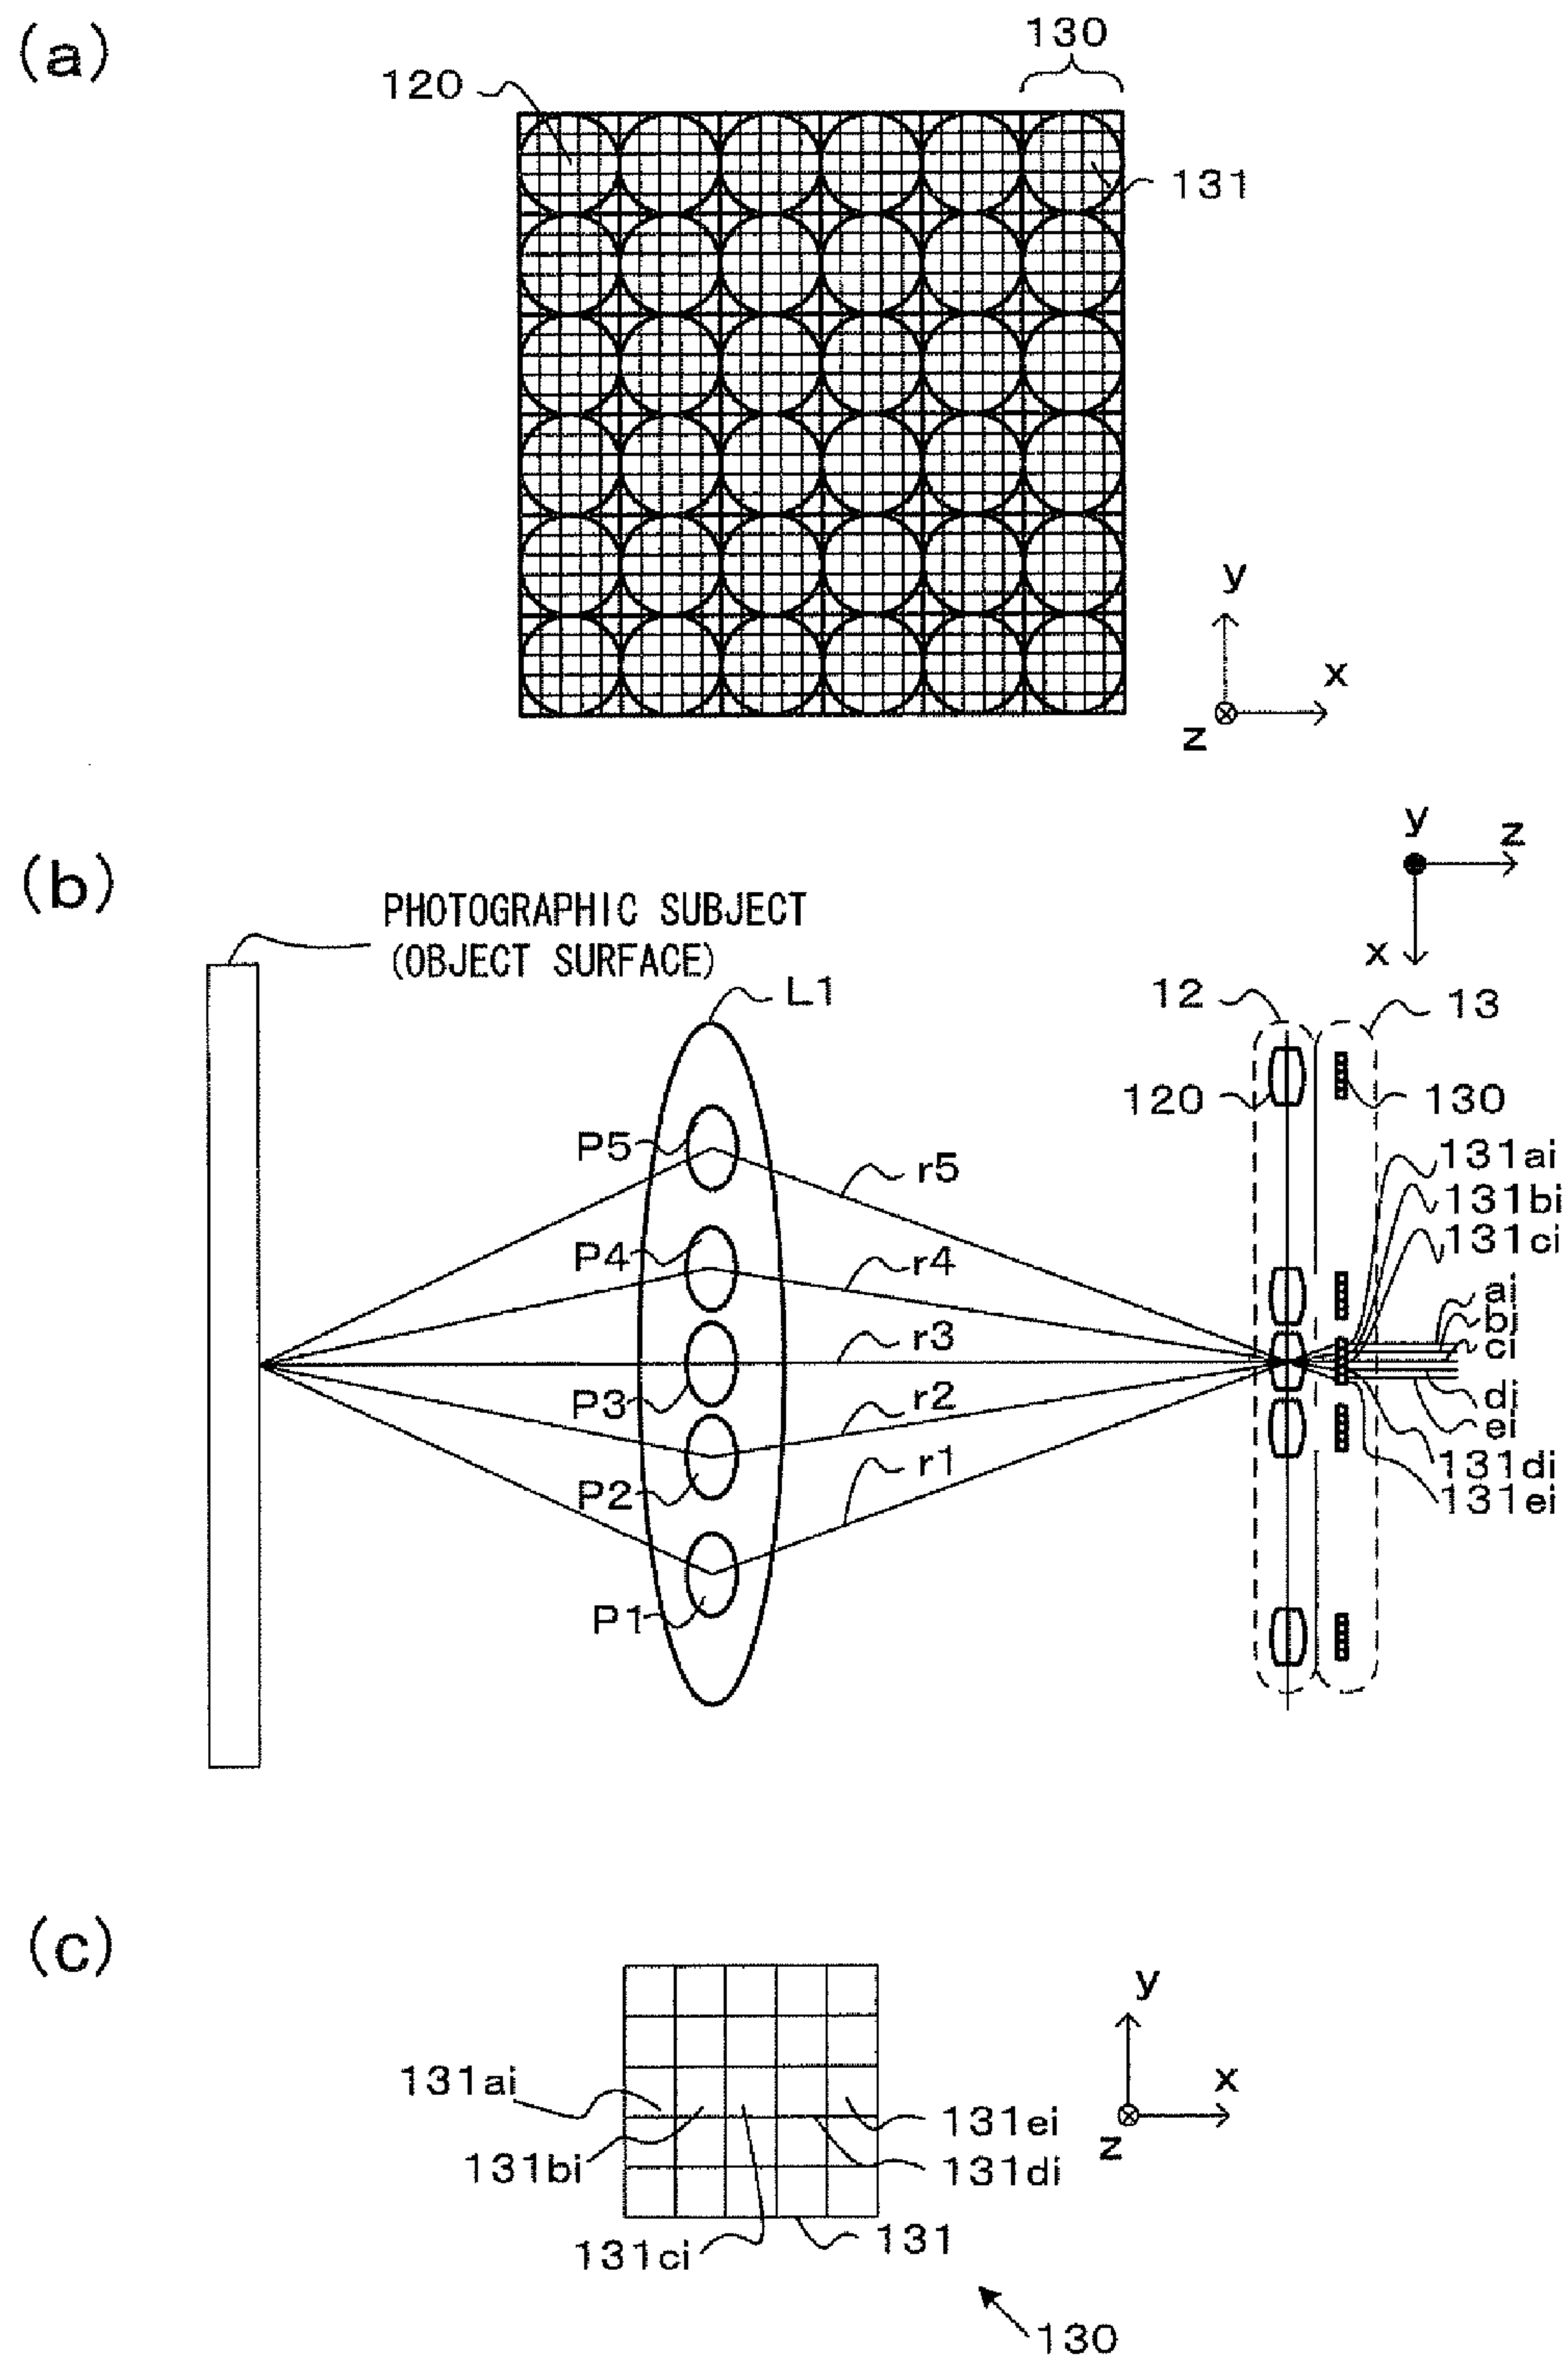 (a)
130
120
131
y
x
z
(b)
y
z
x
PHOTOGRAPHIC SUBJECT
(OBJECT SURFACE)
L1
12
13
120
130
P5
r5
131ai
131bi
131ci
P4
r4
ai
bi
ci
r3
P3
r2
di
ei
r1
P2
131di
131ei
P1
(c)
y
x
z
131ai
131ei
131bi
131di
131ci
131
130